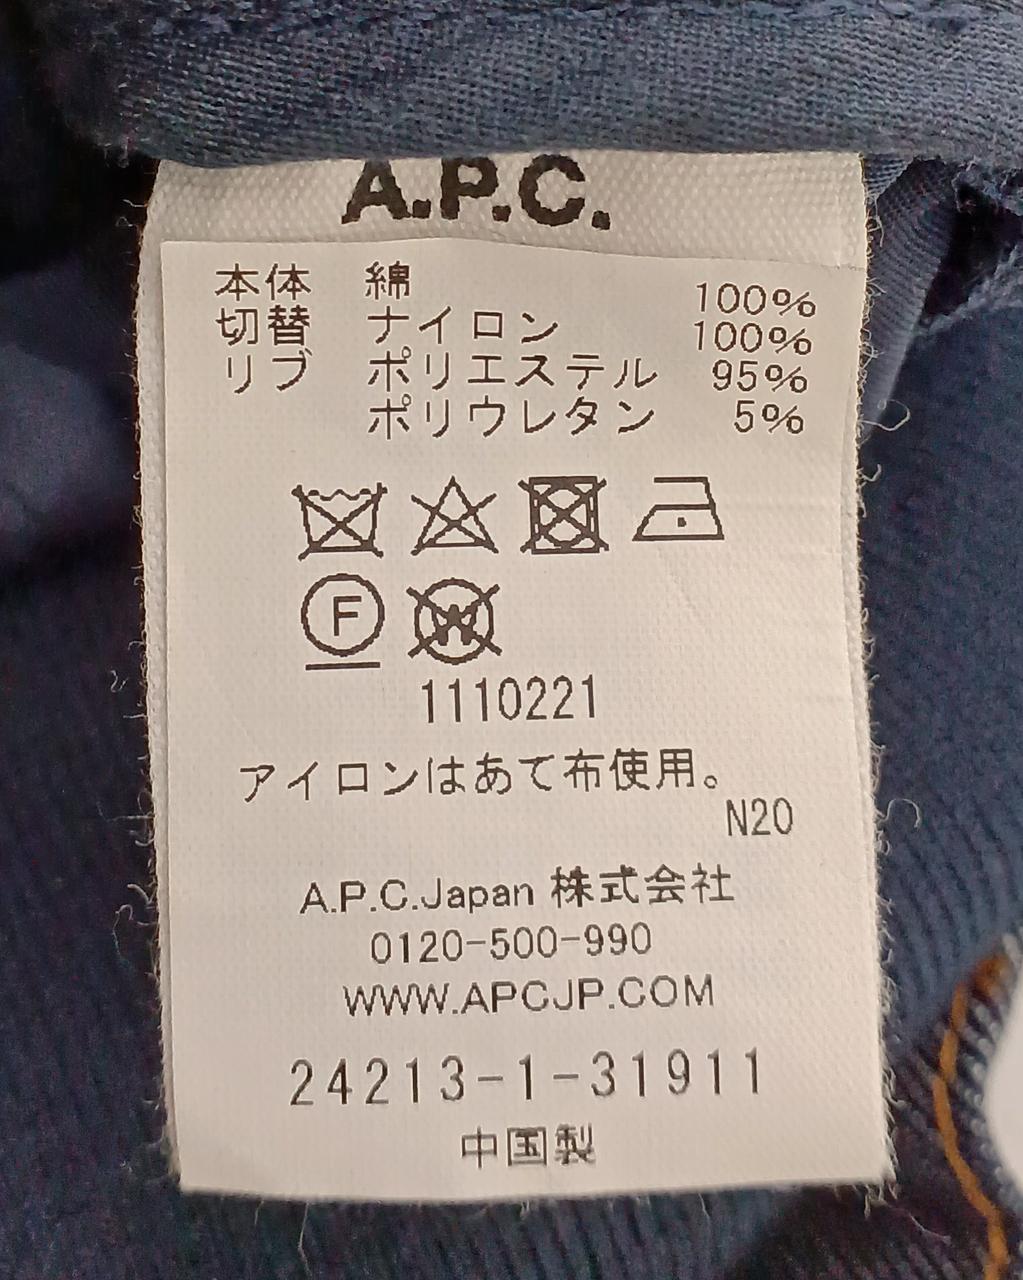 A.P.C.
本体 綿 100%
切替 ナイロン 100%
リブ ポリエステル 95%
ポリウレタン 5%
F W
1110221
アイロンはあて布使用。
N20
A.P.C.Japan 株式会社
0120-500-990
WWW.APCJP.COM
24213-1-31911
中国製